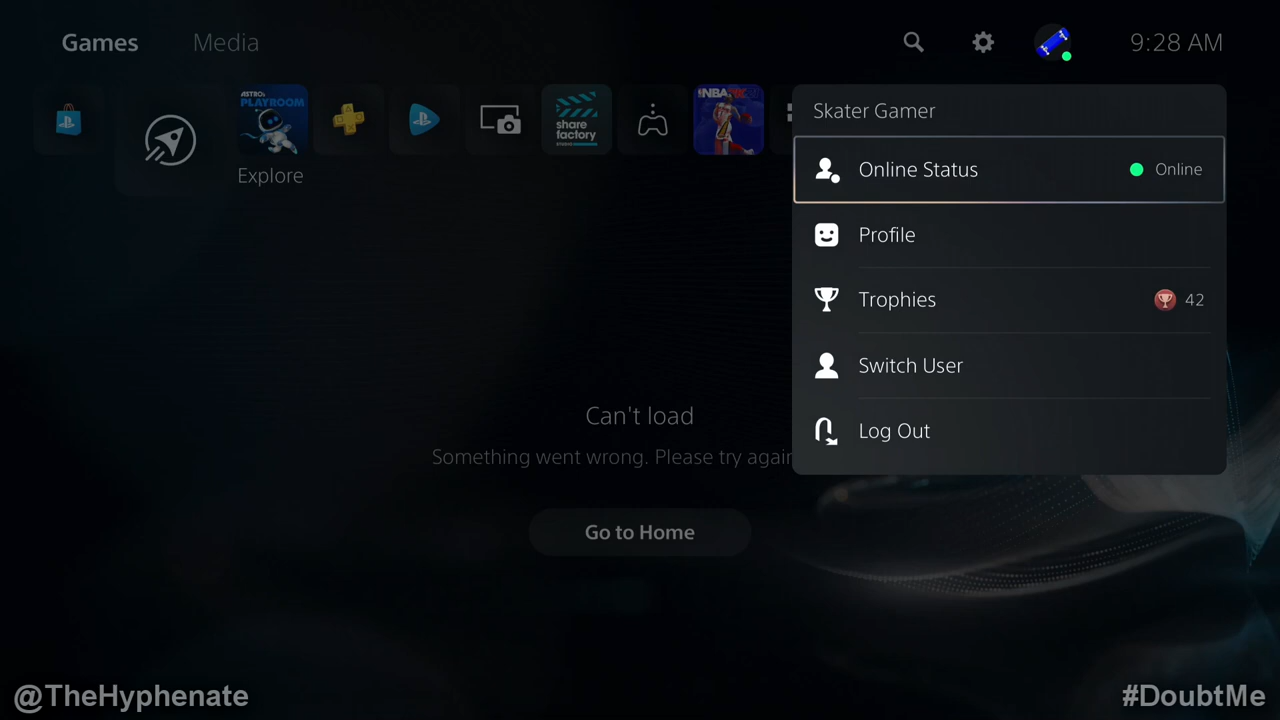 Games
Media
9:28 AM
ASTRO's
PLAYROOM
share
factory
NBA 2K21
Explore
Skater Gamer
Online Status
Online
Profile
Trophies
42
Switch User
Log Out
Can't load
Something went wrong. Please try again
Go to Home
@TheHyphenate
#DoubtMe